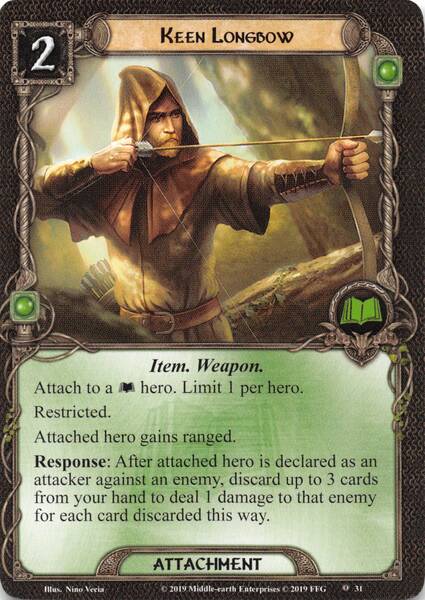 2
Keen Longbow
Item. Weapon.
Attach to a hero. Limit 1 per hero.
Restricted.
Attached hero gains ranged.
Response: After attached hero is declared as an
attacker against an enemy, discard up to 3 cards
from your hand to deal 1 damage to that enemy
for each card discarded this way.
ATTACHMENT
Illus. Nino Vecia
© 2019 Middle-earth Enterprises © 2019 FFG
31